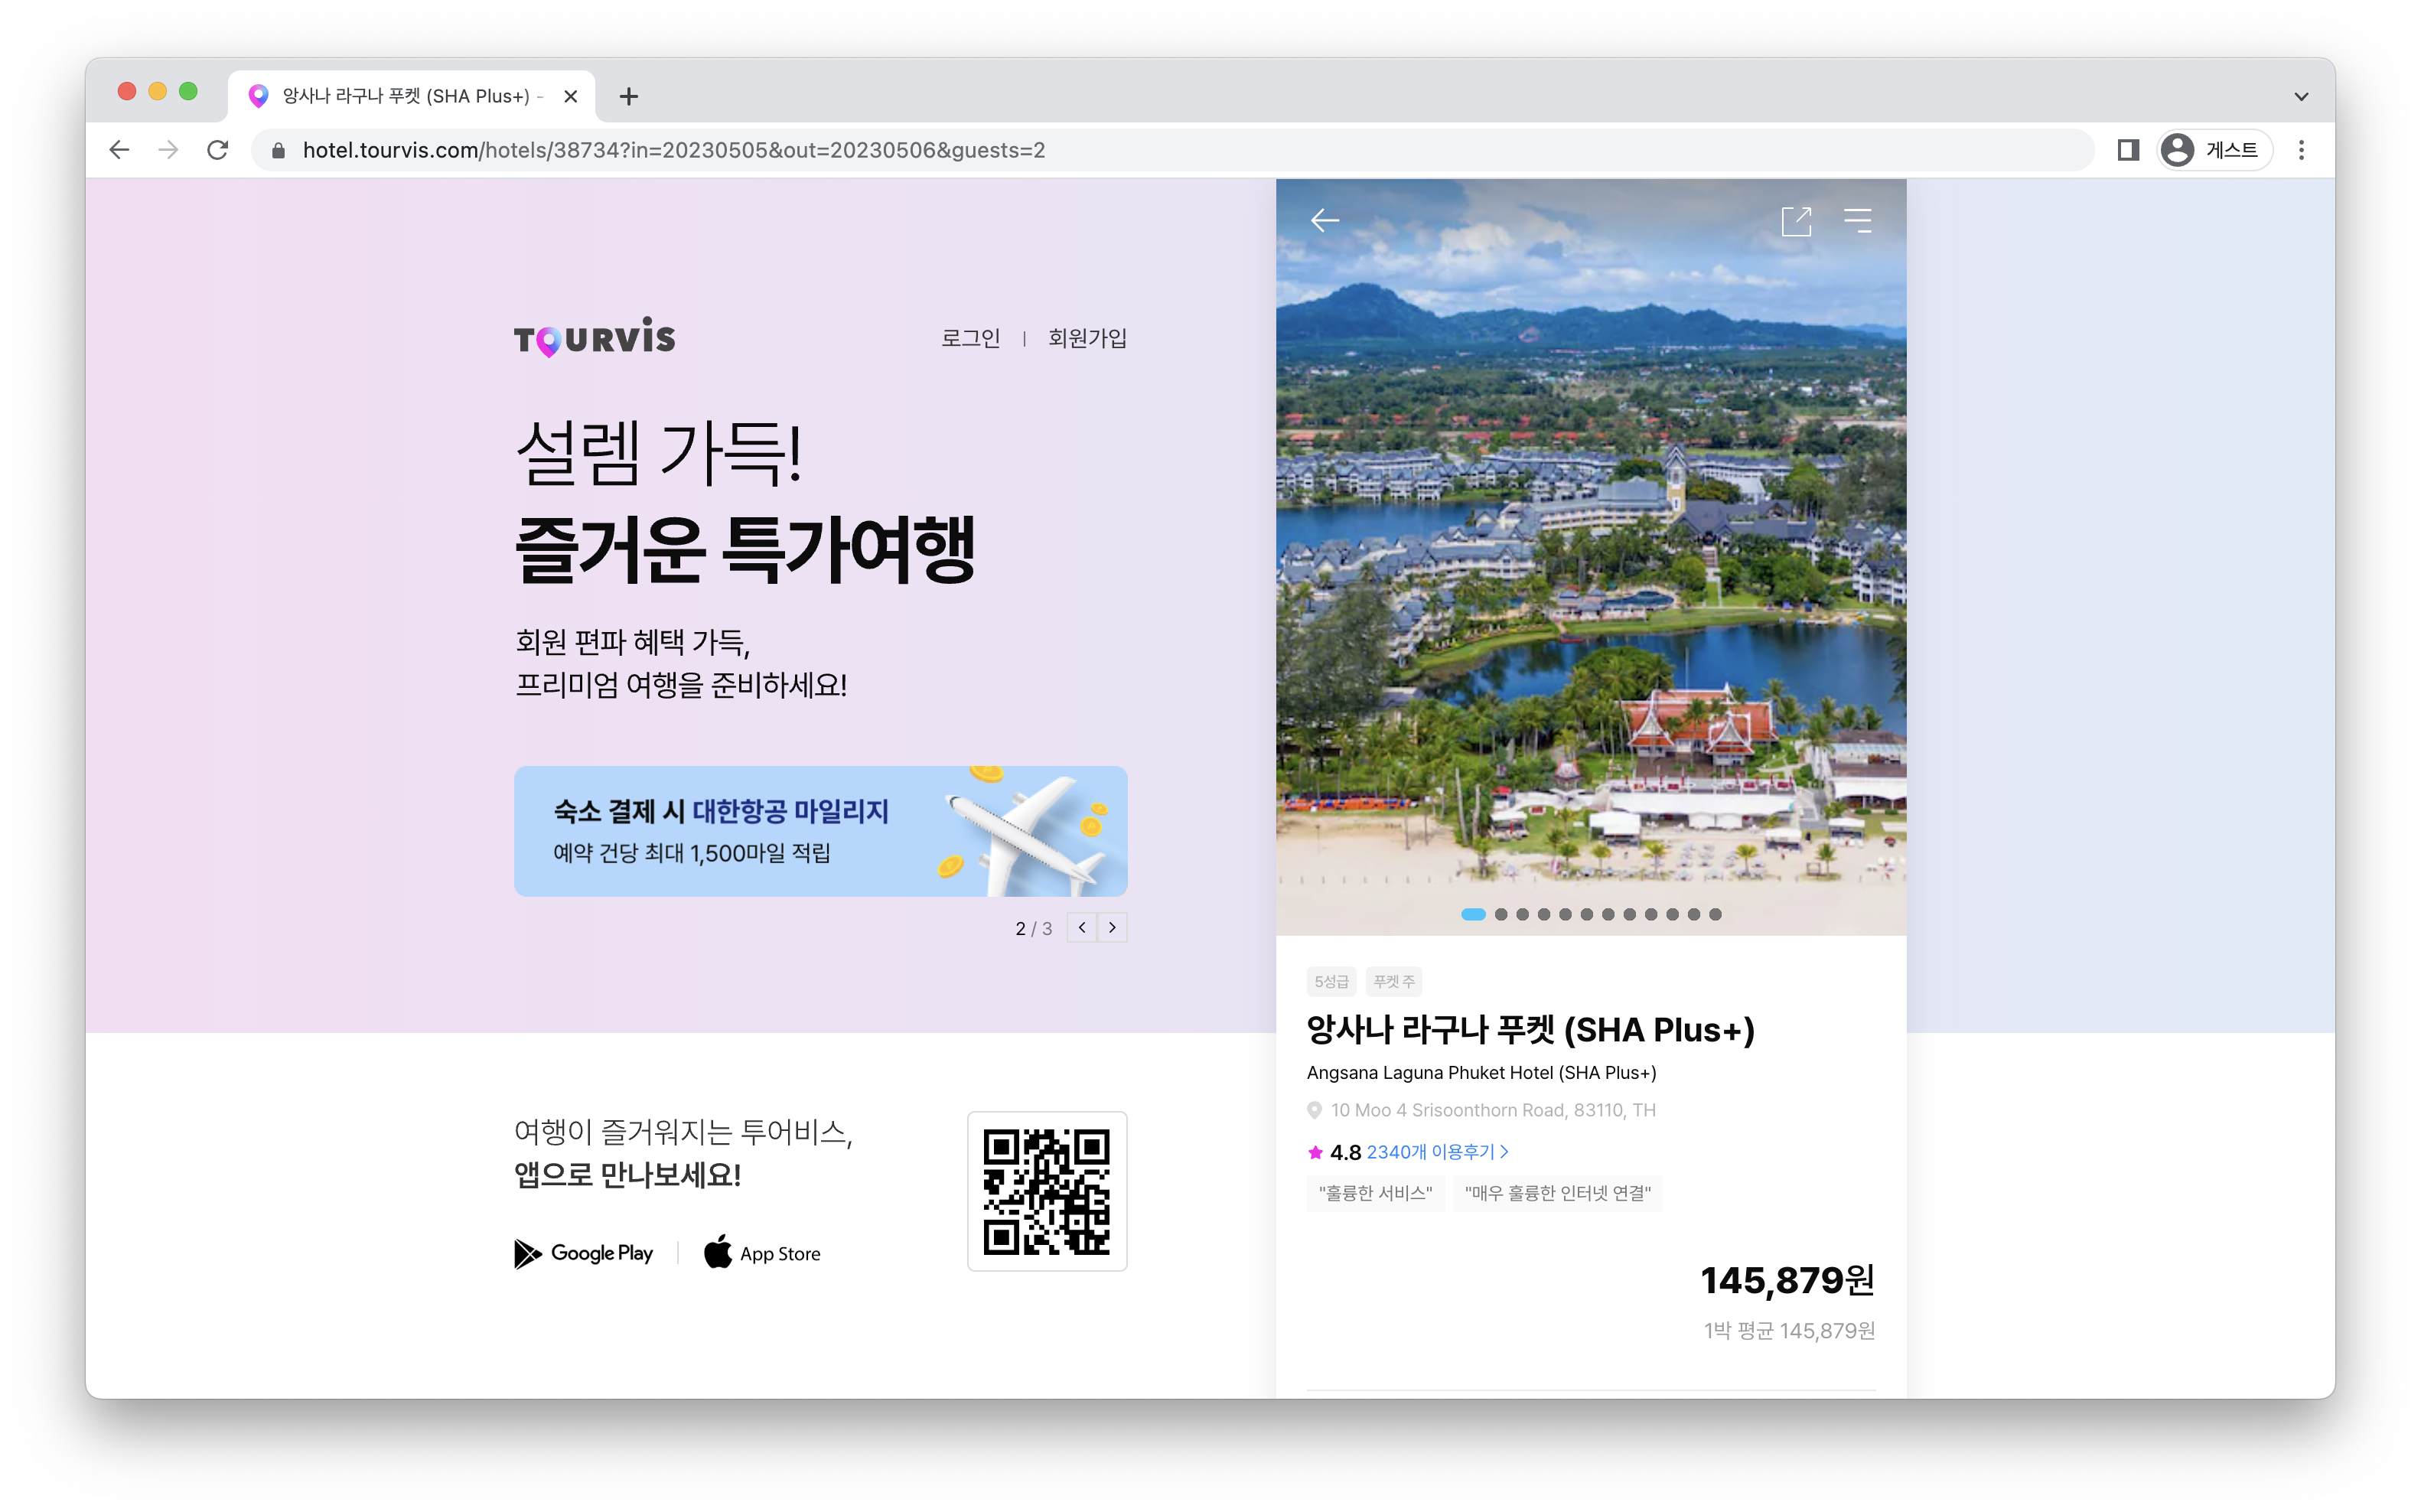 앙사나 라구나 푸켓 (SHA Plus+) -
hotel.tourvis.com/hotels/38734?in=20230505&out=20230506&guests=2
게스트
TOURVIS
로그인 | 회원가입
설렘 가득!
즐거운 특가여행
회원 편파 혜택 가득,
프리미엄 여행을 준비하세요!
숙소 결제 시 대한항공 마일리지
예약 건당 최대 1,500마일 적립
2 / 3
여행이 즐거워지는 투어비스,
앱으로 만나보세요!
Google Play | App Store
5성급 푸켓 주
앙사나 라구나 푸켓 (SHA Plus+)
Angsana Laguna Phuket Hotel (SHA Plus+)
10 Moo 4 Srisoonthorn Road, 83110, TH
4.8 2340개 이용후기 >
"훌륭한 서비스" "매우 훌륭한 인터넷 연결"
145,879원
1박 평균 145,879원